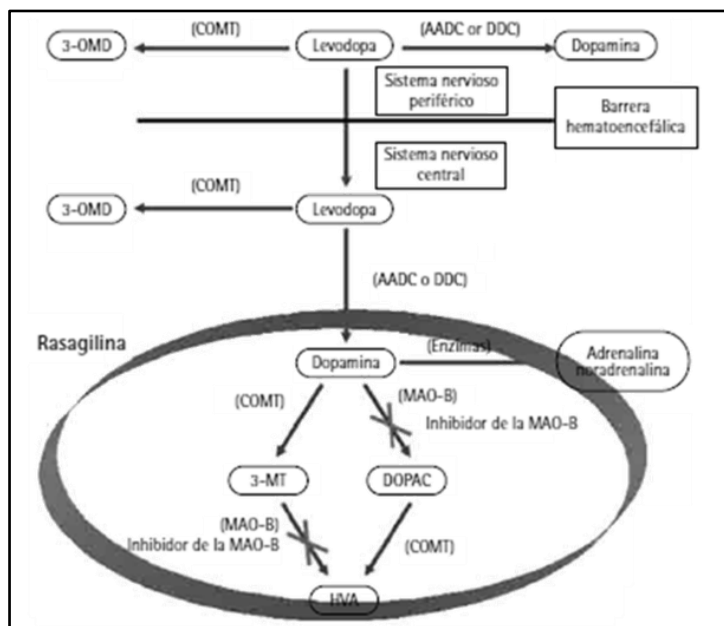 (COMT)
(AADC or DDC)
3-OMD
Levodopa
Dopamina
Sistema nervioso
periférico
Barrera
hematoencefálica
Sistema nervioso
central
(COMT)
3-OMD
Levodopa
(AADC o DDC)
Rasagilina
Dopamina
(Enzimas)
Adrenalina
noradrenalina
(COMT)
(MAO-B)
Inhibidor de la MAO-B
3-MT
DOPAC
(MAO-B)
Inhibidor de la MAO-B
(COMT)
HVA